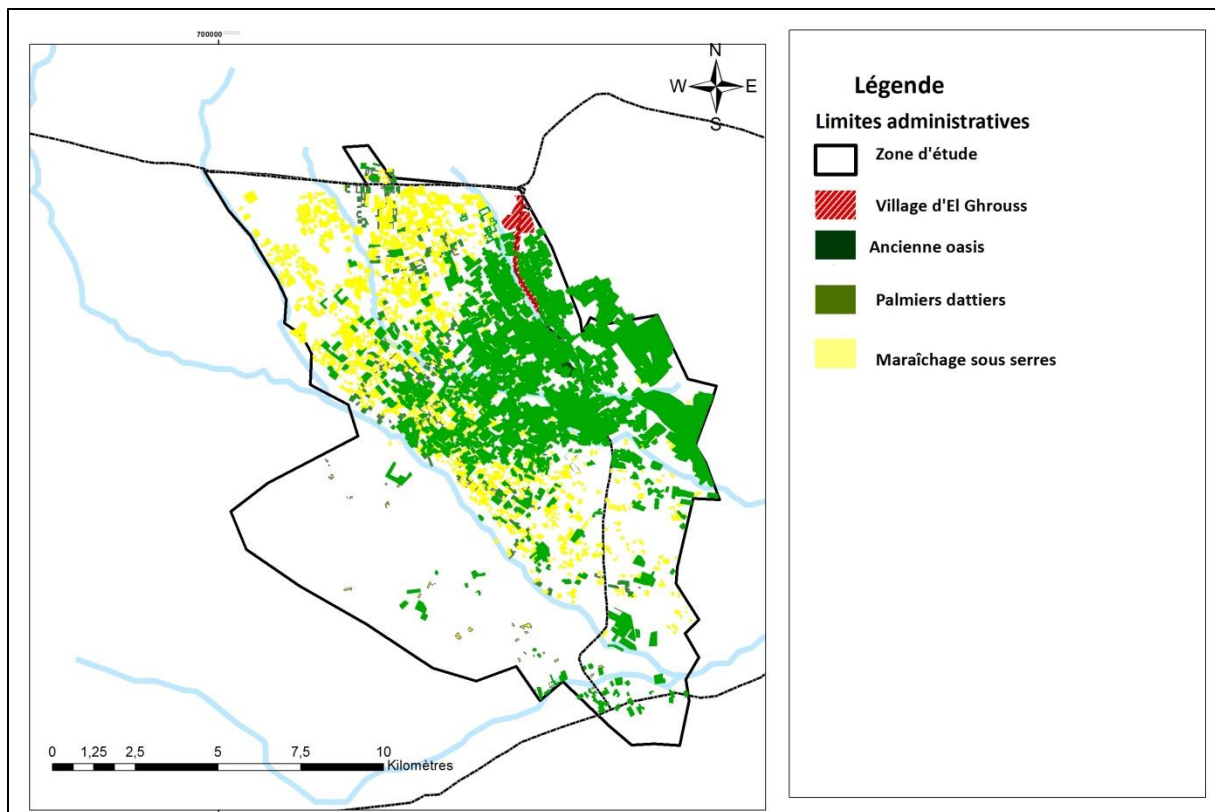 700000
N
W E
S
0 1,25 2,5 5 7,5 10
Kilomètres
Légende
Limites administratives
Zone d'étude
Village d'El Ghrouss
Ancienne oasis
Palmiers dattiers
Maraîchage sous serres